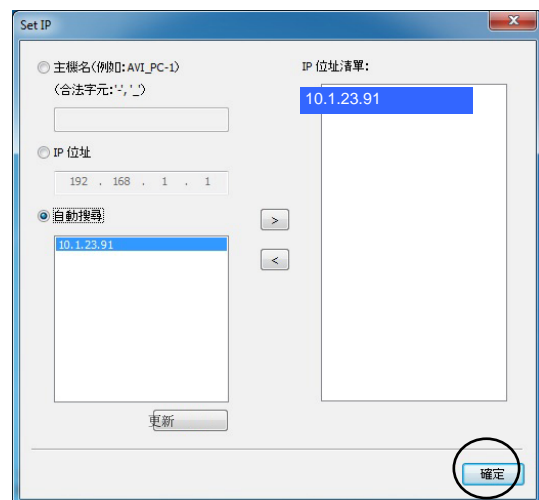 Set IP
主機名(例如:AVI_PC-1)
(合法字元:'-', '_')
IP 位址
192 . 168 . 1 . 1
自動搜尋
10.1.23.91
更新
>
<
IP 位址清單:
10.1.23.91
確定